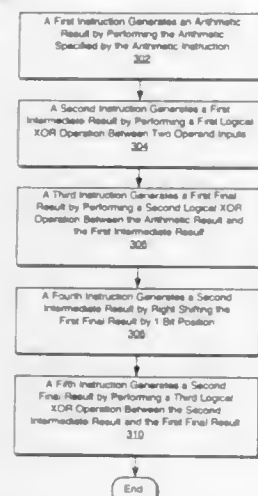 A First Instruction Generates an Arithmetic
Result by Performing the Arithmetic
Specified by the Arithmetic Instruction
302
A Second Instruction Generates a First
Intermediate Result by Performing a First Logical
XOR Operation Between Two Operand Inputs
304
A Third Instruction Generates a First Final
Result by Performing a Second Logical XOR
Operation Between the Arithmetic Result and
the First Intermediate Result
306
A Fourth Instruction Generates a Second
Intermediate Result by Right Shifting the
First Final Result by 1 Bit Position
308
A Fifth Instruction Generates a Second
Final Result by Performing a Third Logical
XOR Operation Between the Second
Intermediate Result and the First Final Result
310
End